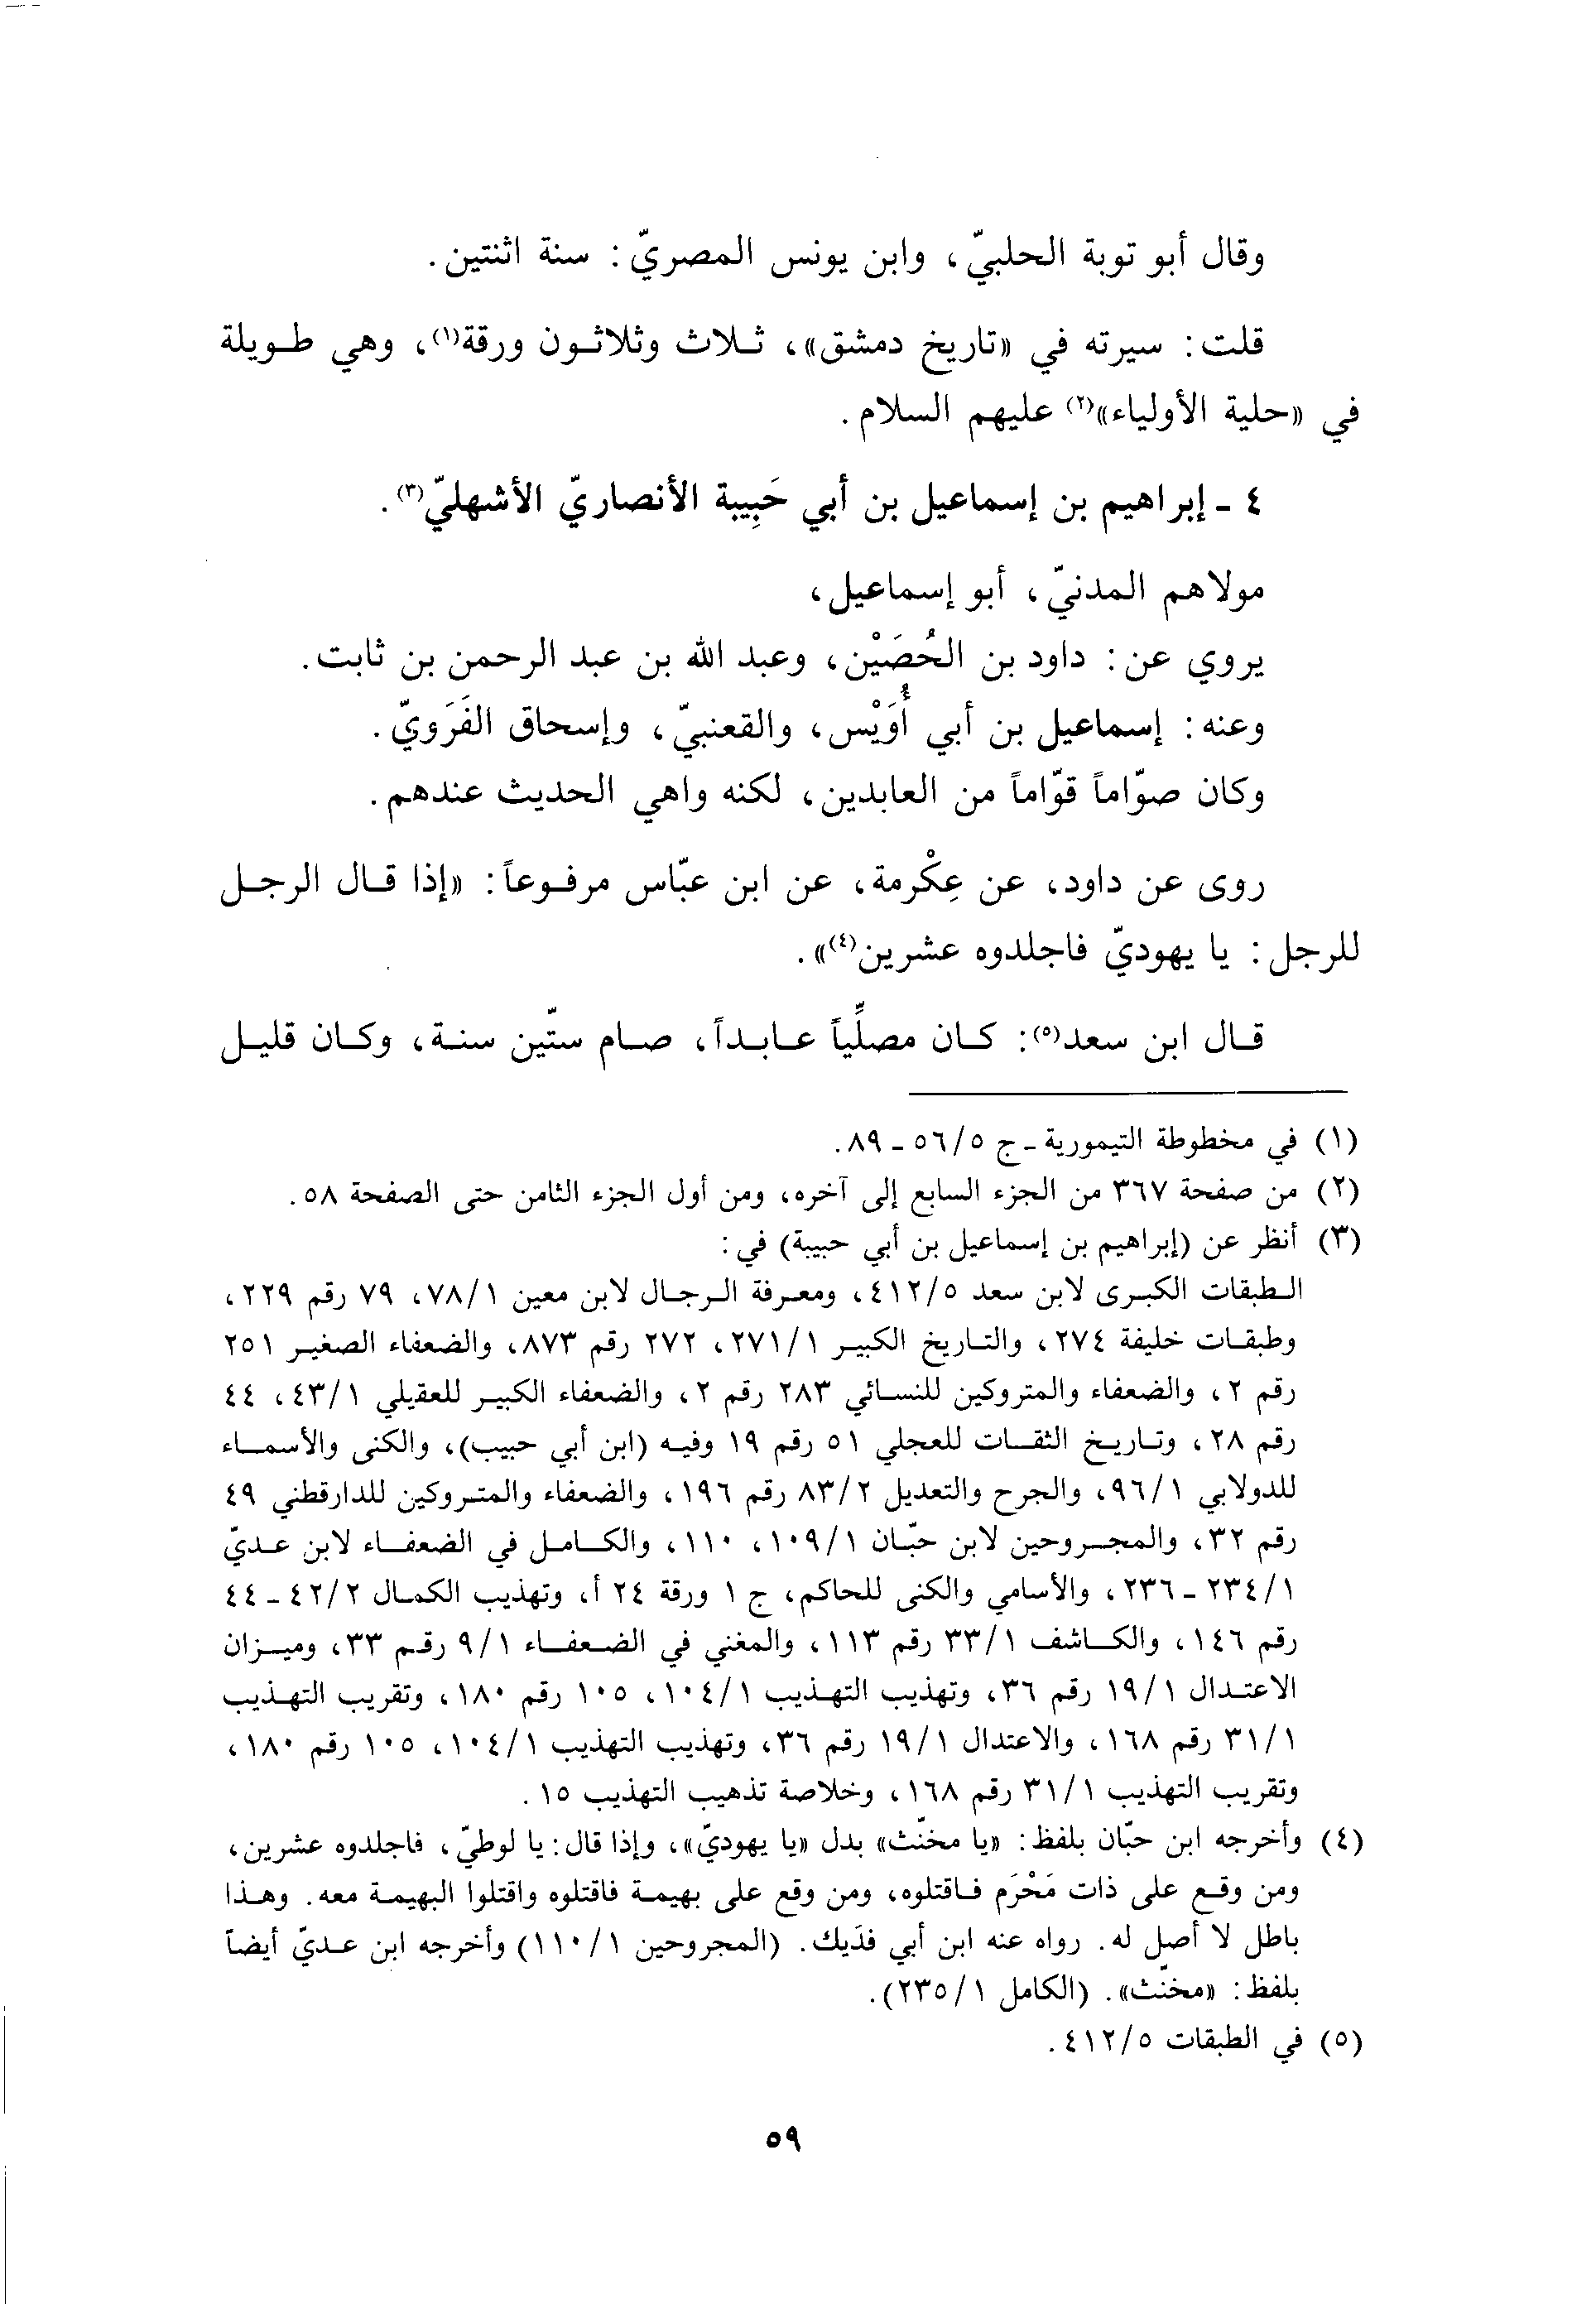 وقال أبو توبة الحلبيّ، وابن يونس المصريّ: سنة اثنتين.
قلت: سيرته في «تاريخ دمشق»، ثلاث وثلاثون ورقة(١)، وهي طويلة
في «حلية الأولياء»(٢) عليهم السلام.
٤ - إبراهيم بن إسماعيل بن أبي حَبِيبة الأنصاريّ الأشهليّ(٣).
مولاهم المدنيّ، أبو إسماعيل،
يروي عن: داود بن الحُصَيْن، وعبد الله بن عبد الرحمن بن ثابت.
وعنه: إسماعيل بن أبي أُوَيْس، والقعنبيّ، وإسحاق الفَرَويّ.
وكان صوّاماً قوّاماً من العابدين، لكنه واهي الحديث عندهم.
روى عن داود، عن عِكْرمة، عن ابن عبّاس مرفوعاً: «إذا قال الرجل
للرجل: يا يهوديّ فاجلدوه عشرين(٤)».
قال ابن سعد(٥): كان مصلِّياً عابداً، صام ستّين سنة، وكان قليل
(١) في مخطوطة التيمورية - ج ٥/٥٦ - ٨٩.
(٢) من صفحة ٣٦٧ من الجزء السابع إلى آخره، ومن أول الجزء الثامن حتى الصفحة ٥٨.
(٣) أنظر عن (إبراهيم بن إسماعيل بن أبي حبيبة) في:
الطبقات الكبرى لابن سعد ٤١٢/٥، ومعرفة الرجال لابن معين ٧٨/١، ٧٩ رقم ٢٢٩،
وطبقات خليفة ٢٧٤، والتاريخ الكبير ٢٧١/١، ٢٧٢ رقم ٨٧٣، والضعفاء الصغير ٢٥١
رقم ٢، والضعفاء والمتروكين للنسائي ٢٨٣ رقم ٢، والضعفاء الكبير للعقيلي ٤٣/١، ٤٤
رقم ٢٨، وتاريخ الثقات للعجلي ٥١ رقم ١٩ وفيه (ابن أبي حبيب)، والكنى والأسماء
للدولابي ٩٦/١، والجرح والتعديل ٨٣/٢ رقم ١٩٦، والضعفاء والمتروكين للدارقطني ٤٩
رقم ٣٢، والمجروحين لابن حبّان ١٠٩/١، ١١٠، والكامل في الضعفاء لابن عديّ
٢٣٤/١ - ٢٣٦، والأسامي والكنى للحاكم، ج ١ ورقة ٢٤ أ، وتهذيب الكمال ٤٢/٢ - ٤٤
رقم ١٤٦، والكاشف ٣٣/١ رقم ١١٣، والمغني في الضعفاء ٩/١ رقم ٣٣، وميزان
الاعتدال ١٩/١ رقم ٣٦، وتهذيب التهذيب ١٠٤/١، ١٠٥ رقم ١٨٠، وتقريب التهذيب
٣١/١ رقم ١٦٨، والاعتدال ١٩/١ رقم ٣٦، وتهذيب التهذيب ١٠٤/١، ١٠٥ رقم ١٨٠،
وتقريب التهذيب ٣١/١ رقم ١٦٨، وخلاصة تذهيب التهذيب ١٥.
(٤) وأخرجه ابن حبّان بلفظ: «يا مخنّث» بدل «يا يهوديّ»، وإذا قال: يا لوطيّ، فاجلدوه عشرين،
ومن وقع على ذات مَحْرَم فاقتلوه، ومن وقع على بهيمة فاقتلوه واقتلوا البهيمة معه. وهذا
باطل لا أصل له. رواه عنه ابن أبي فدَيك. (المجروحين ١١٠/١) وأخرجه ابن عديّ أيضاً
بلفظ: «مخنّث». (الكامل ٢٣٥/١).
(٥) في الطبقات ٤١٢/٥.
٥٩